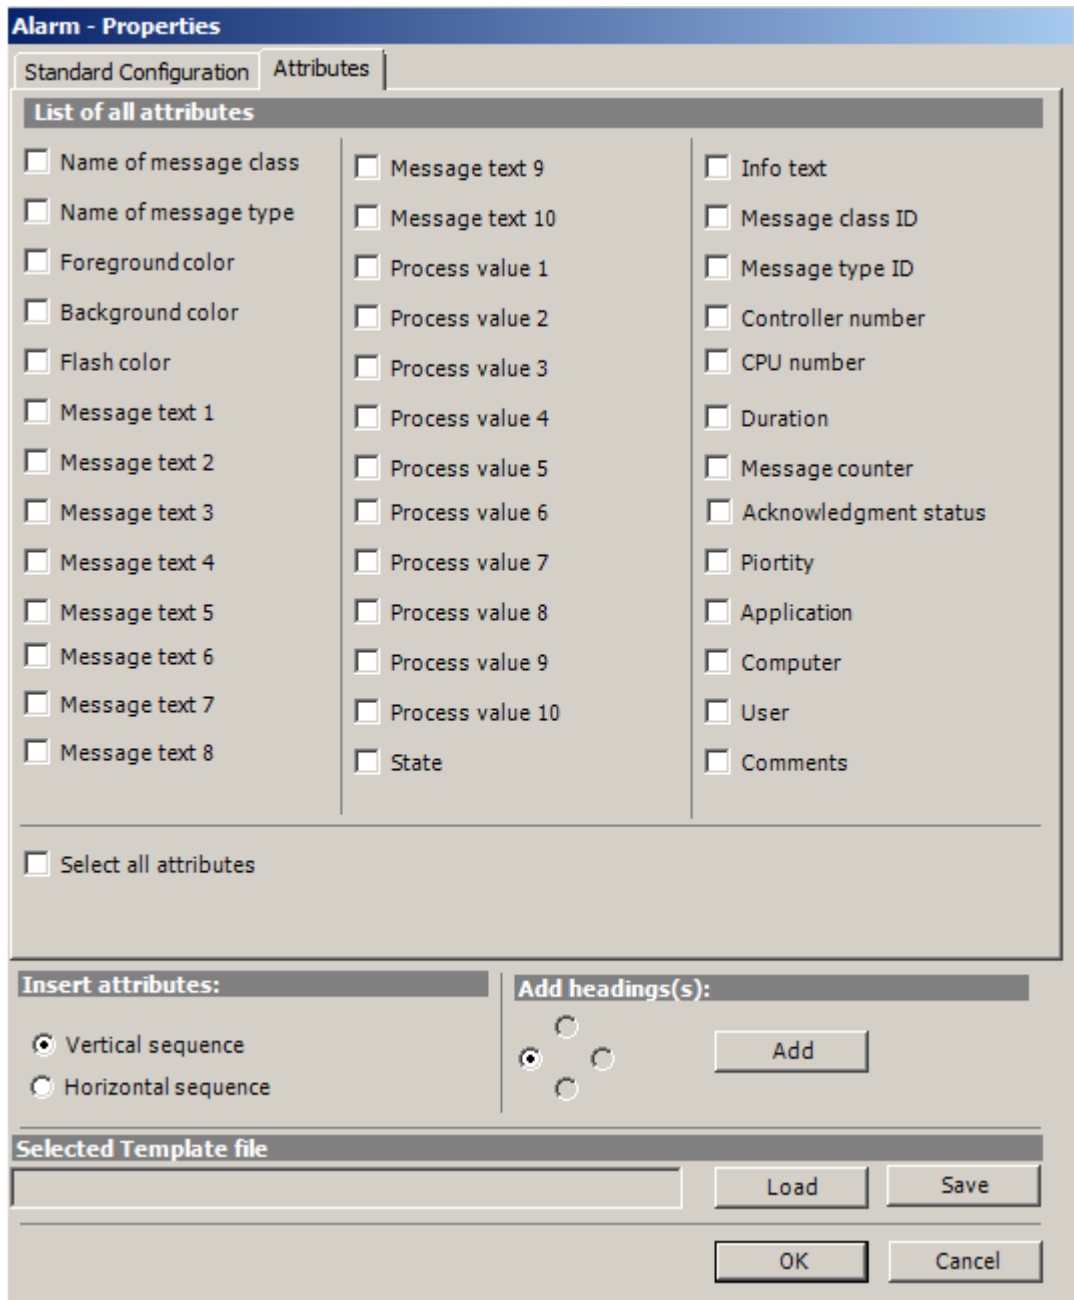 Alarm - Properties
Standard Configuration
Attributes
List of all attributes
Name of message class
Name of message type
Foreground color
Background color
Flash color
Message text 1
Message text 2
Message text 3
Message text 4
Message text 5
Message text 6
Message text 7
Message text 8
Message text 9
Message text 10
Process value 1
Process value 2
Process value 3
Process value 4
Process value 5
Process value 6
Process value 7
Process value 8
Process value 9
Process value 10
State
Info text
Message class ID
Message type ID
Controller number
CPU number
Duration
Message counter
Acknowledgment status
Piortity
Application
Computer
User
Comments
Select all attributes
Insert attributes:
Vertical sequence
Horizontal sequence
Add headings(s):
Add
Selected Template file
Load
Save
OK
Cancel